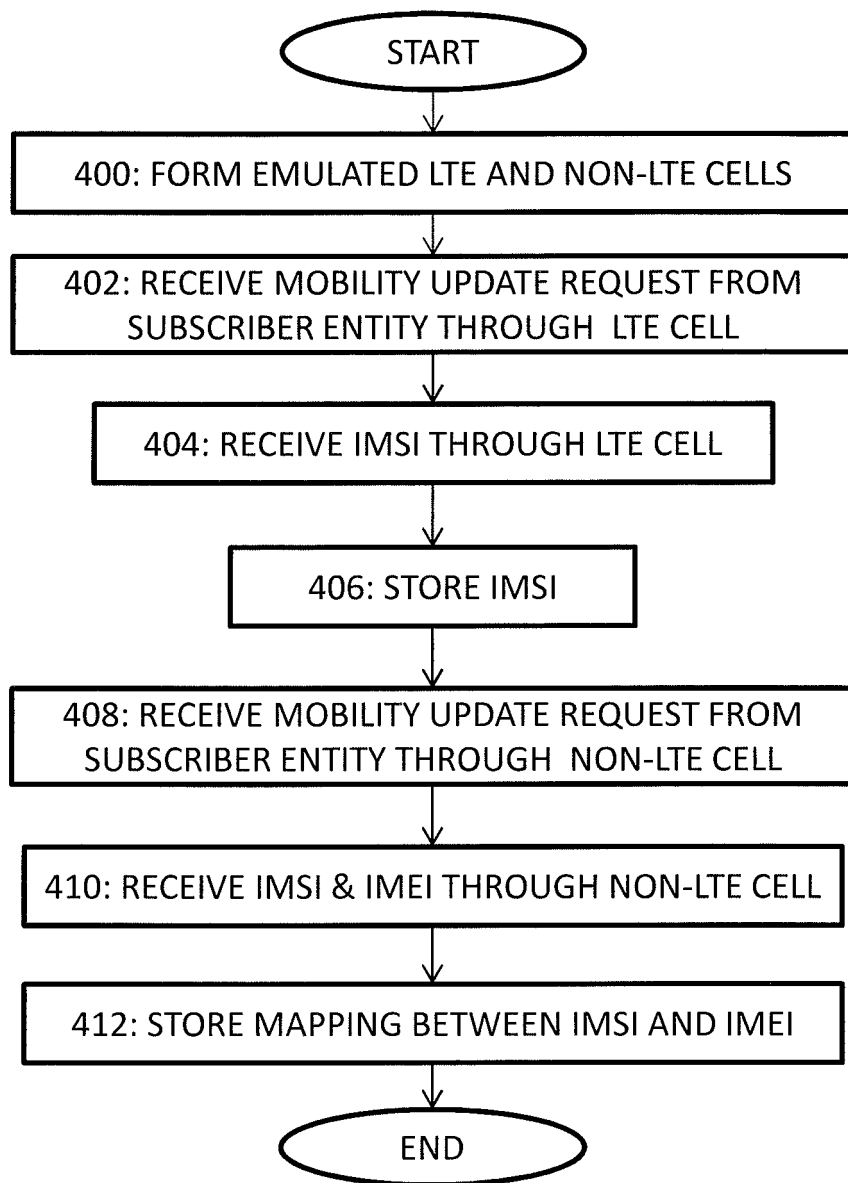 START
400: FORM EMULATED LTE AND NON-LTE CELLS
402: RECEIVE MOBILITY UPDATE REQUEST FROM
SUBSCRIBER ENTITY THROUGH LTE CELL
404: RECEIVE IMSI THROUGH LTE CELL
406: STORE IMSI
408: RECEIVE MOBILITY UPDATE REQUEST FROM
SUBSCRIBER ENTITY THROUGH NON-LTE CELL
410: RECEIVE IMSI & IMEI THROUGH NON-LTE CELL
412: STORE MAPPING BETWEEN IMSI AND IMEI
END